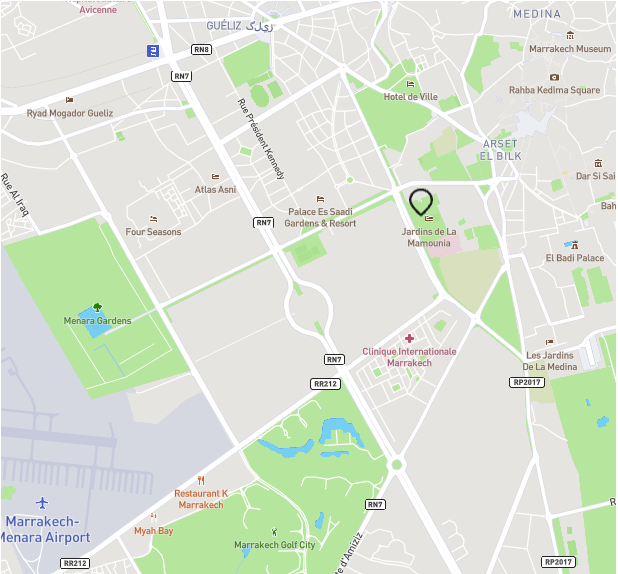 Avicenne
GUÉLIZ ڭليز
MEDINA
RN8
RN7
Marrakech Museum
Hotel de Ville
Rahba Kedima Square
Ryad Mogador Gueliz
Rue Président Kennedy
ARSET
EL BILK
Rue Al Iraq
Atlas Asni
Dar Si Sai
Four Seasons
RN7
Palace Es Saadi
Gardens & Resort
Jardins de La
Mamounia
Bah
El Badi Palace
Menara Gardens
Clinique Internationale
Marrakech
RN7
RR212
Les Jardins
De La Medina
RP2017
Restaurant K
Marrakech
Marrakech-
Menara Airport
Myah Bay
RN7
Marrakech Golf City
e d'Amiziz
RR212
RP2017
R